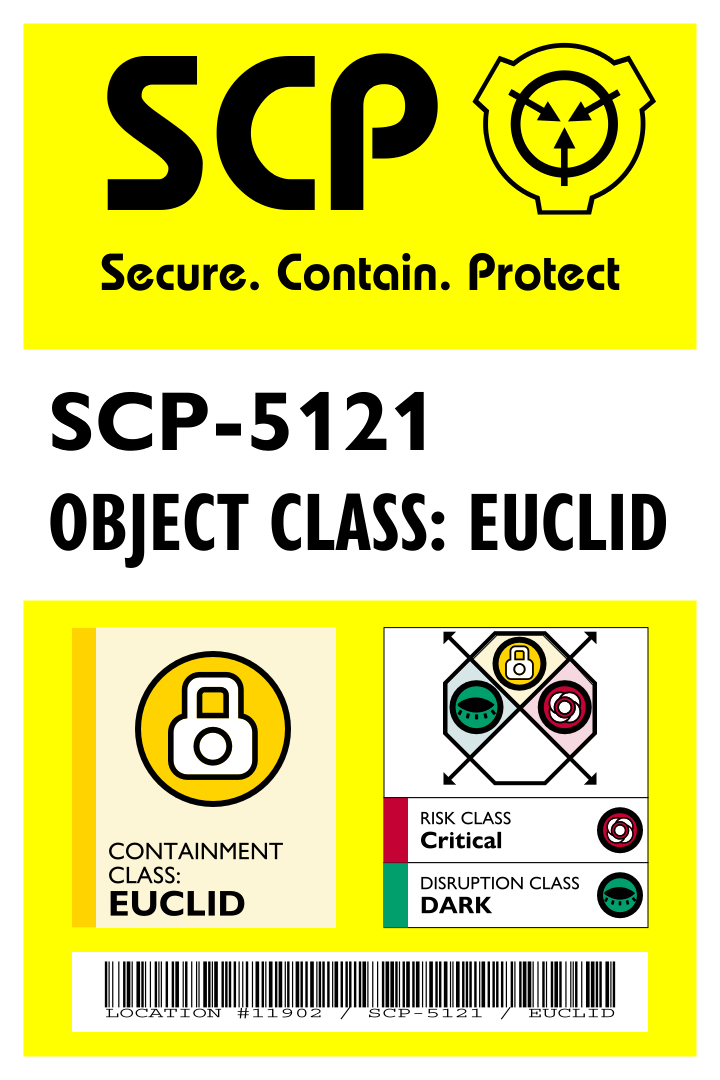 SCP
Secure. Contain. Protect
SCP-5121
OBJECT CLASS: EUCLID
CONTAINMENT
CLASS:
EUCLID
RISK CLASS
Critical
DISRUPTION CLASS
DARK
LOCATION #11902 / SCP-5121 / EUCLID